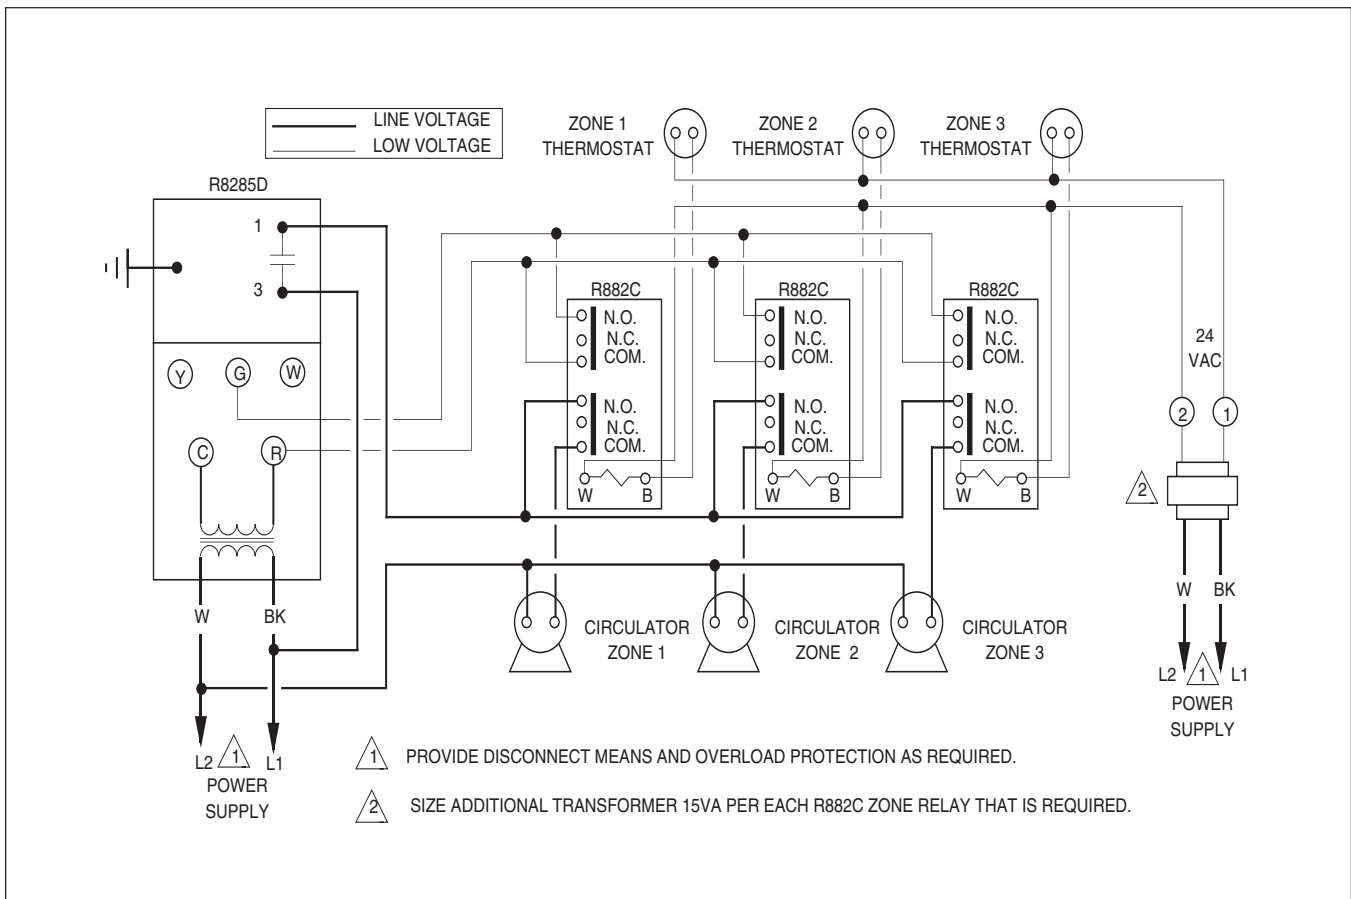 LINE VOLTAGE
LOW VOLTAGE
ZONE 1
THERMOSTAT
ZONE 2
THERMOSTAT
ZONE 3
THERMOSTAT
R8285D
1
3
Y
G
W
C
R
W
BK
L2
1
L1
POWER
SUPPLY
R882C
N.O.
N.C.
COM.
N.O.
N.C.
COM.
W
B
R882C
N.O.
N.C.
COM.
N.O.
N.C.
COM.
W
B
R882C
N.O.
N.C.
COM.
N.O.
N.C.
COM.
W
B
24
VAC
2
1
2
W
BK
L2
1
L1
POWER
SUPPLY
CIRCULATOR
ZONE 1
CIRCULATOR
ZONE 2
CIRCULATOR
ZONE 3
1 PROVIDE DISCONNECT MEANS AND OVERLOAD PROTECTION AS REQUIRED.
2 SIZE ADDITIONAL TRANSFORMER 15VA PER EACH R882C ZONE RELAY THAT IS REQUIRED.